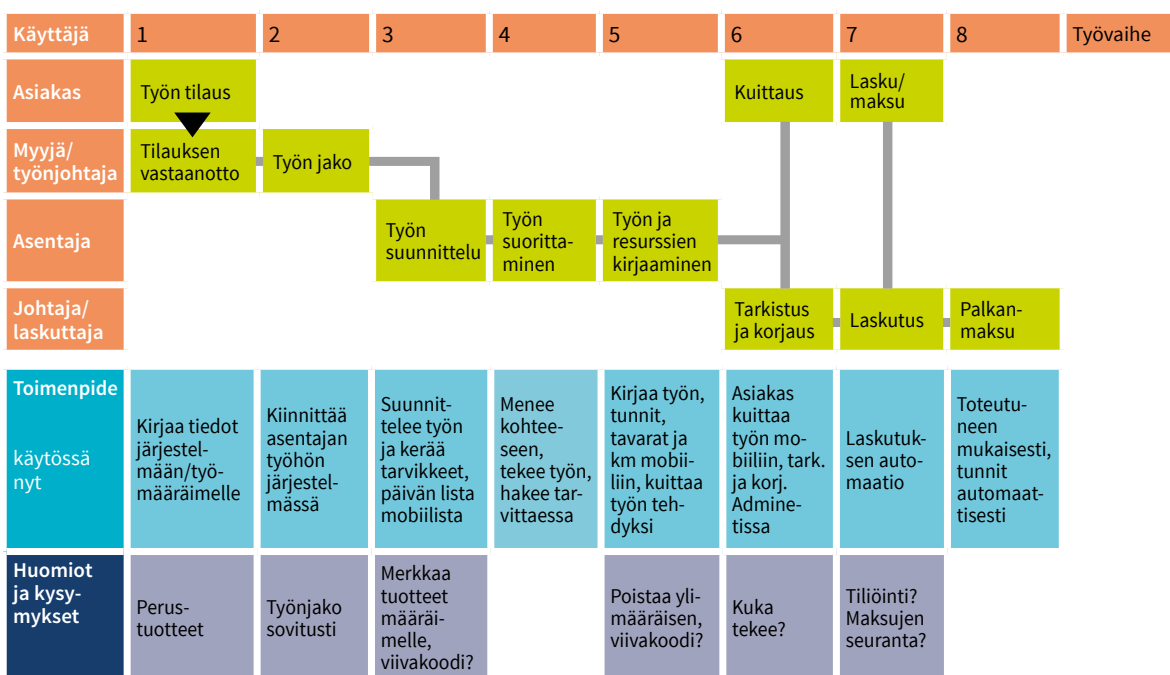 Käyttäjä
1
2
3
4
5
6
7
8
Työvaihe
Asiakas
Työn tilaus
Kuittaus
Lasku/
maksu
Myyjä/
työnjohtaja
Tilauksen
vastaanotto
Työn jako
Asentaja
Työn
suunnittelu
Työn
suoritta-
minen
Työn ja
resurssien
kirjaaminen
Johtaja/
laskuttaja
Tarkistus
ja korjaus
Laskutus
Palkan-
maksu
Toimenpide
käytössä
nyt
Kirjaa tiedot
järjestel-
mään/työ-
määräimelle
Kiinnittää
asentajan
työhön
järjestel-
mässä
Suunnit-
telee työn
ja kerää
tarvikkeet,
päivän lista
mobiilista
Menee
kohtee-
seen,
tekee työn,
hakee tar-
vittaessa
Kirjaa työn,
tunnit,
tavarat ja
km mobii-
liin, kuittaa
työn teh-
dyksi
Asiakas
kuittaa
työn mo-
biiliin, tark.
ja korj.
Admine-
tissa
Laskutuk-
sen auto-
maatio
Toteutu-
neen
mukaisesti,
tunnit
automaat-
tisesti
Huomiot
ja kysy-
mykset
Perus-
tuotteet
Työnjako
sovitusti
Merkkaa
tuotteet
määräi-
melle,
viivakoodi?
Poistaa yli-
määräisen,
viivakoodi?
Kuka
tekee?
Tiliöinti?
Maksujen
seuranta?